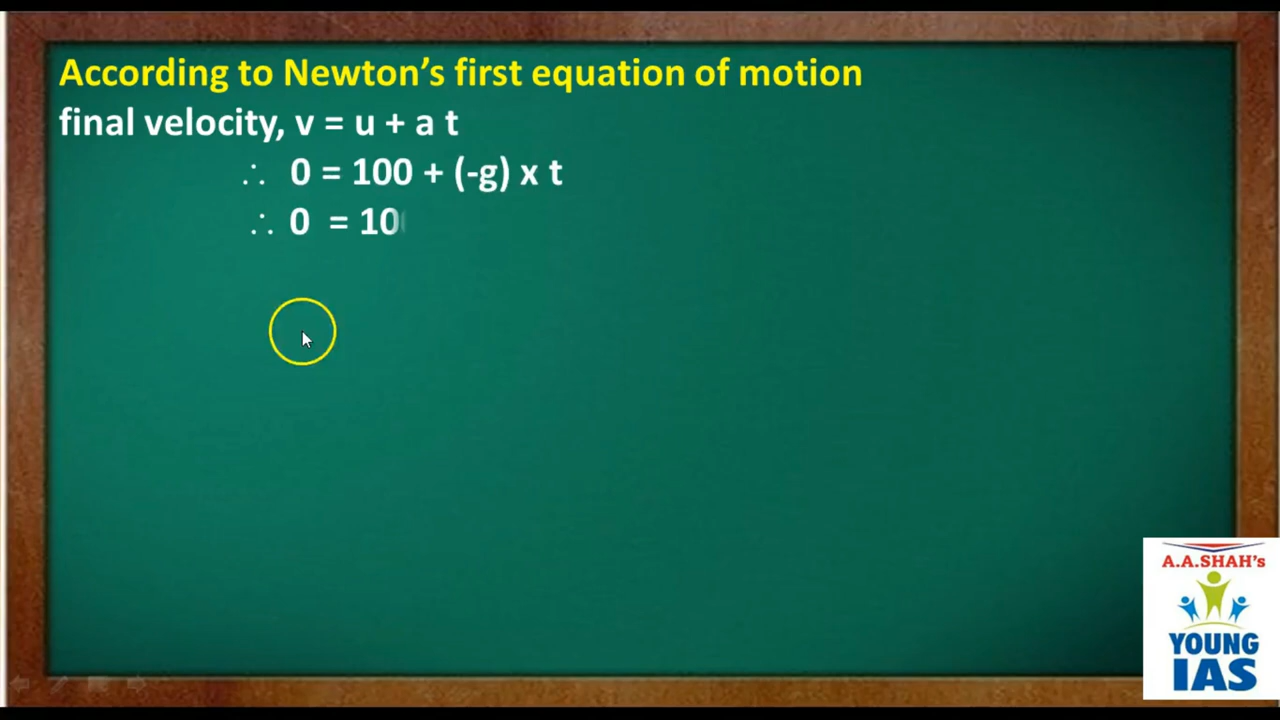 According to Newton's first equation of motion
final velocity, v = u + a t
∴ 0 = 100 + (-g) x t
∴ 0 = 10
A.A.SHAH's
YOUNG
IAS